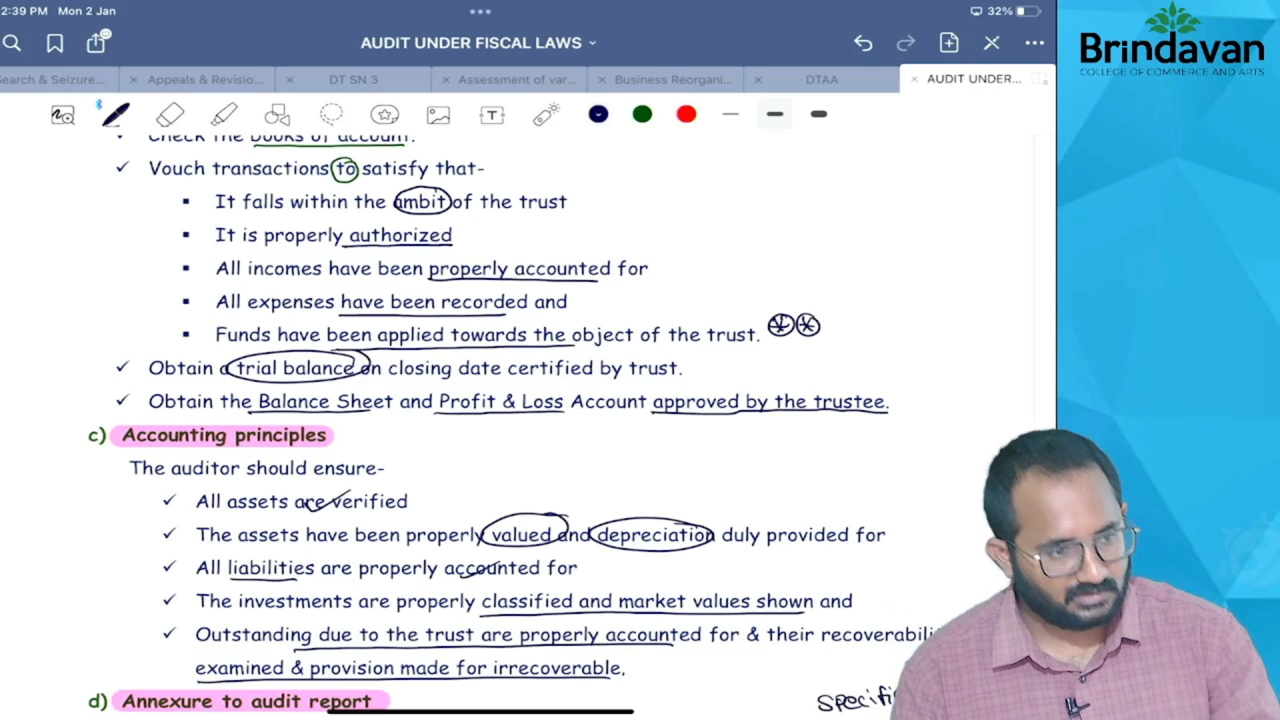 2:39 PM Mon 2 Jan
32%
AUDIT UNDER FISCAL LAWS
Brindavan
COLLEGE OF COMMERCE AND ARTS
earch & Seizure...
Appeals & Revisio...
DT SN 3
Assessment of var...
Business Reorgani...
DTAA
AUDIT UNDER...
Check the books of account.
✓ Vouch transactions to satisfy that-
▪ It falls within the ambit of the trust
▪ It is properly authorized
▪ All incomes have been properly accounted for
▪ All expenses have been recorded and
▪ Funds have been applied towards the object of the trust.
✓ Obtain a trial balance on closing date certified by trust.
✓ Obtain the Balance Sheet and Profit & Loss Account approved by the trustee.
c) Accounting principles
The auditor should ensure-
✓ All assets are verified
✓ The assets have been properly valued and depreciation duly provided for
✓ All liabilities are properly accounted for
✓ The investments are properly classified and market values shown and
✓ Outstanding due to the trust are properly accounted for & their recoverabili
examined & provision made for irrecoverable.
d) Annexure to audit report
specifi